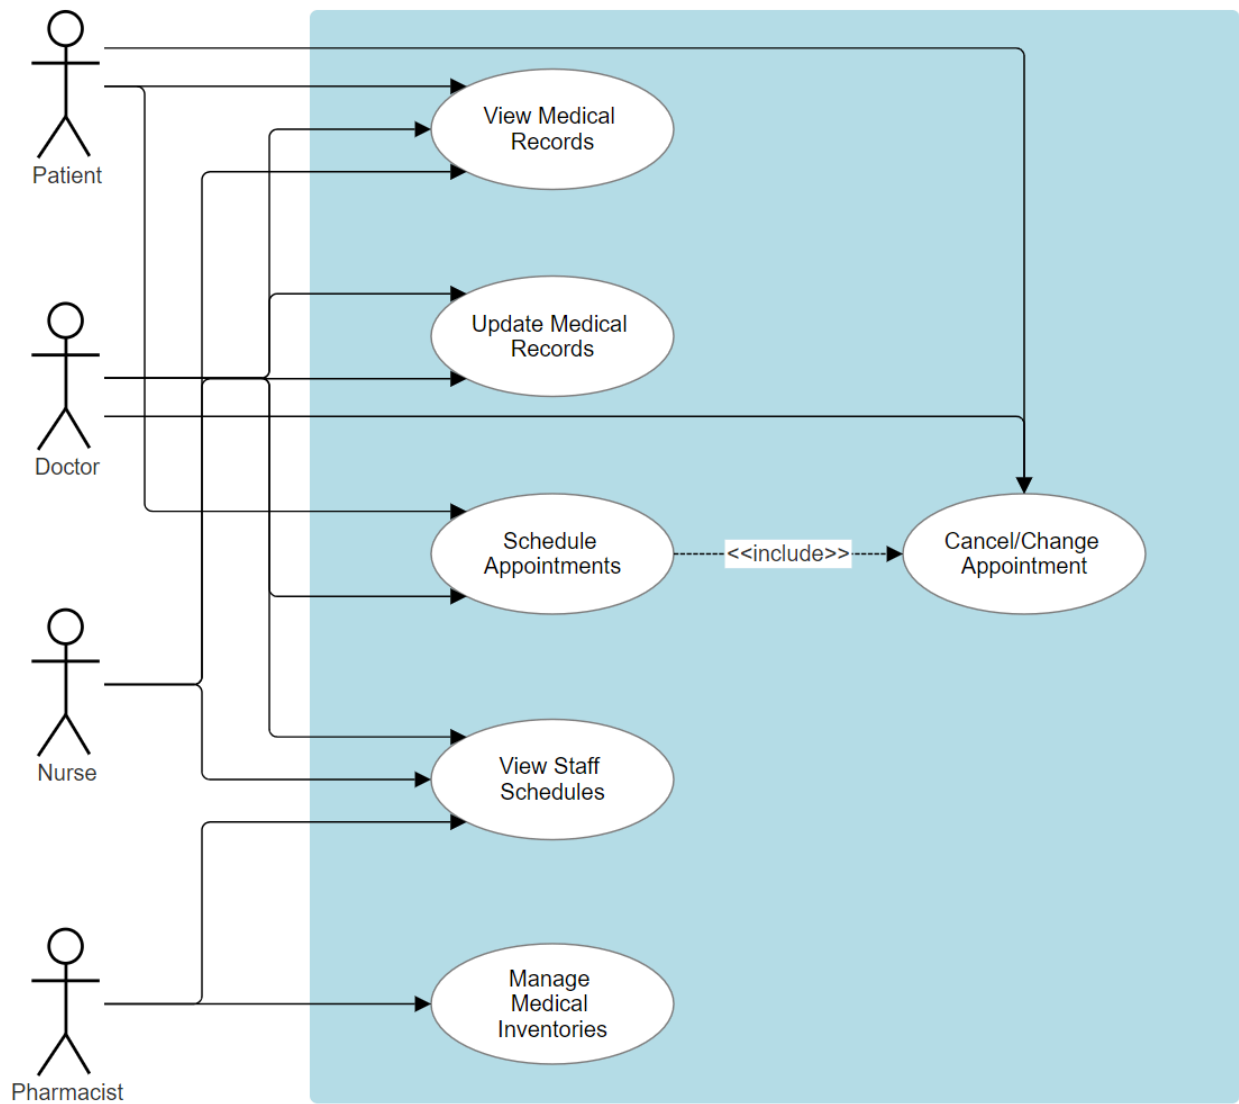 Patient
View Medical
Records
Update Medical
Records
Doctor
Schedule
Appointments
<<include>>
Cancel/Change
Appointment
Nurse
View Staff
Schedules
Manage
Medical
Inventories
Pharmacist